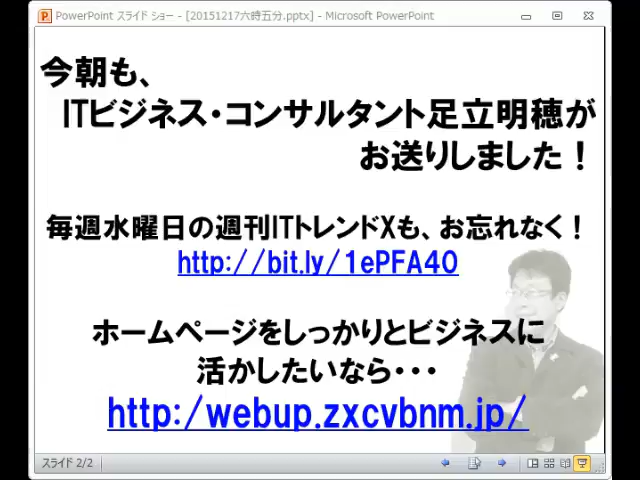 PowerPoint スライド ショー - [20151217六時五分.pptx] - Microsoft PowerPoint
今朝も、
ITビジネス・コンサルタント足立明穂が
お送りしました！
毎週水曜日の週刊ITトレンドXも、お忘れなく！
http://bit.ly/1ePFA40
ホームページをしっかりとビジネスに
活かしたいなら・・・
http:/webup.zxcvbnm.jp/
スライド 2/2